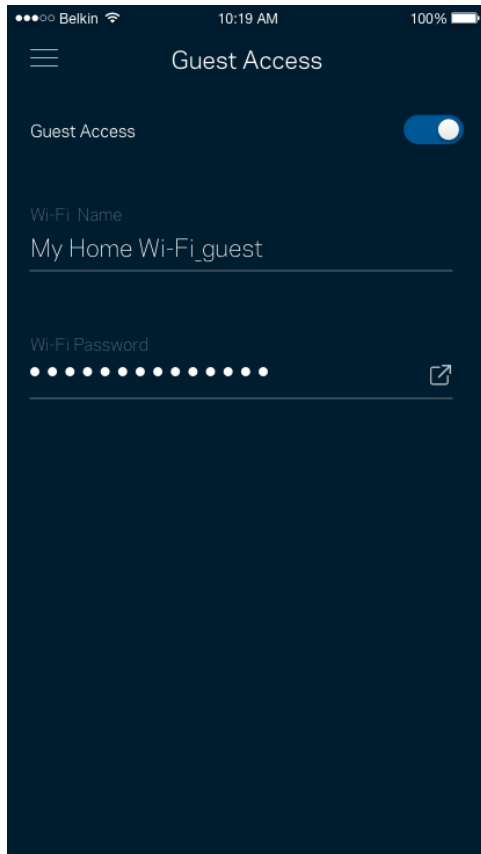 Belkin 10:19 AM 100%
Guest Access
Guest Access
Wi-Fi Name
My Home Wi-Fi_guest
Wi-Fi Password